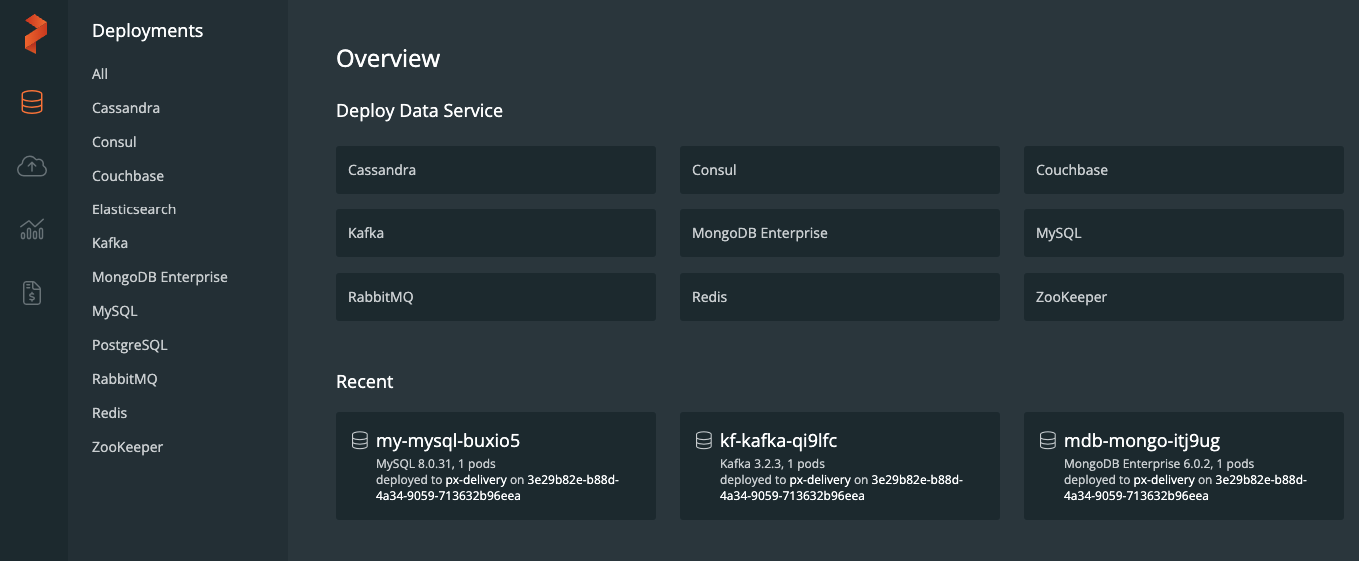 Deployments
All
Cassandra
Consul
Couchbase
Elasticsearch
Kafka
MongoDB Enterprise
MySQL
PostgreSQL
RabbitMQ
Redis
ZooKeeper
Overview
Deploy Data Service
Cassandra
Consul
Couchbase
Kafka
MongoDB Enterprise
MySQL
RabbitMQ
Redis
ZooKeeper
Recent
my-mysql-buxio5
MySQL 8.0.31, 1 pods
deployed to px-delivery on 3e29b82e-b88d-
4a34-9059-713632b96eea
kf-kafka-qi9lfc
Kafka 3.2.3, 1 pods
deployed to px-delivery on 3e29b82e-b88d-
4a34-9059-713632b96eea
mdb-mongo-itj9ug
MongoDB Enterprise 6.0.2, 1 pods
deployed to px-delivery on 3e29b82e-b88d-
4a34-9059-713632b96eea